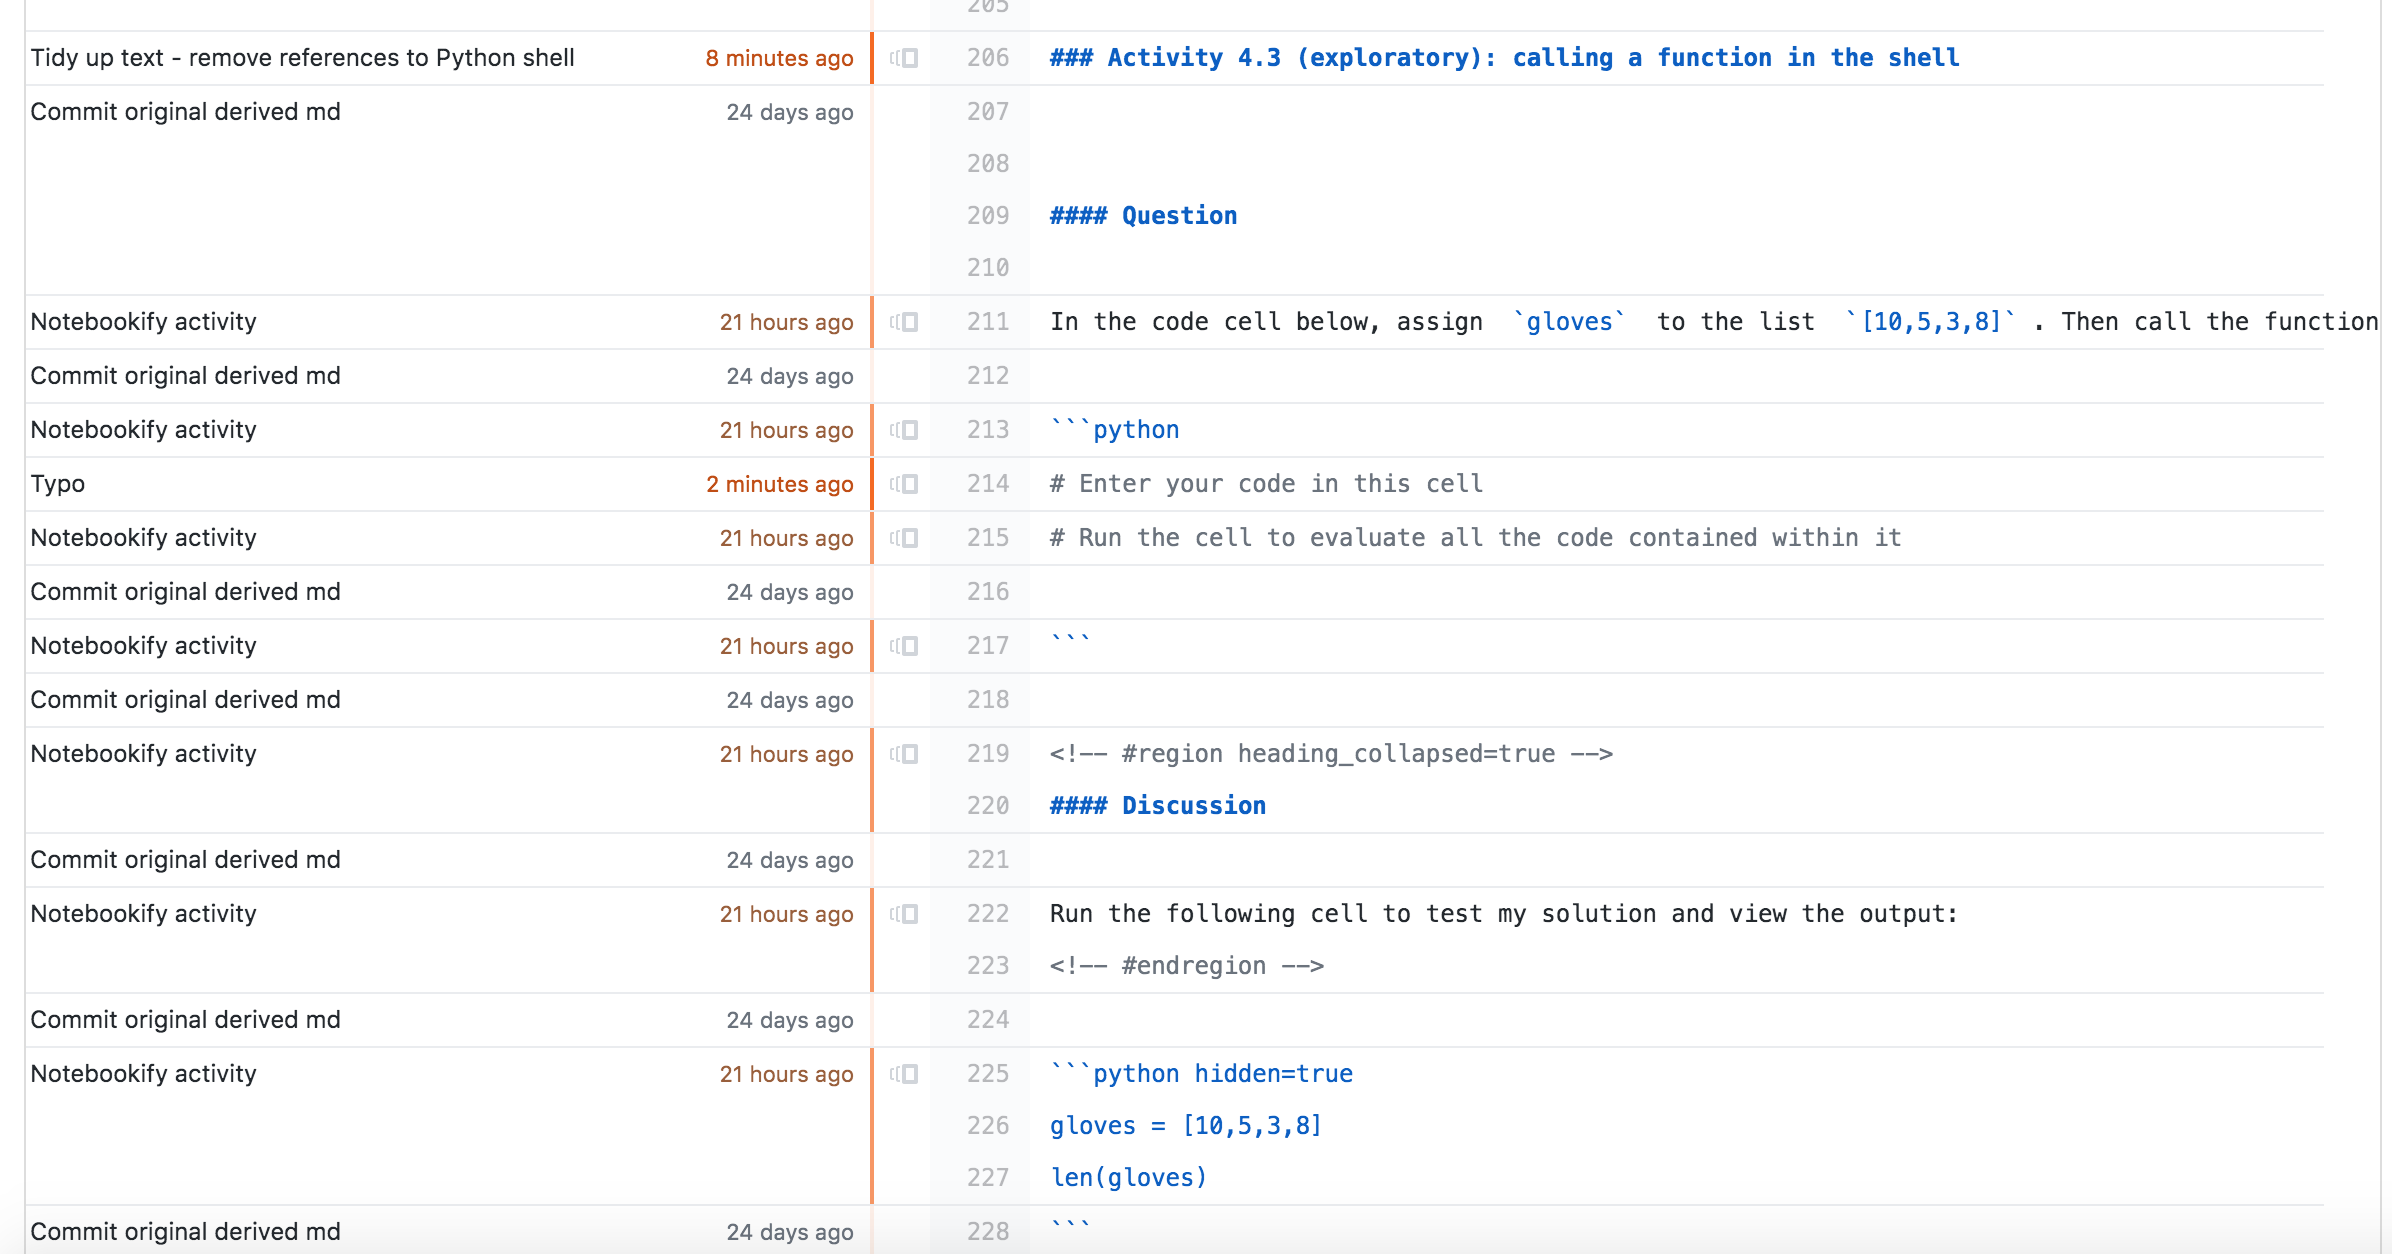 205
Tidy up text - remove references to Python shell 8 minutes ago 206 ### Activity 4.3 (exploratory): calling a function in the shell
Commit original derived md 24 days ago 207
208
209 #### Question
210
Notebookify activity 21 hours ago 211 In the code cell below, assign `gloves` to the list `[10,5,3,8]` . Then call the function
Commit original derived md 24 days ago 212
Notebookify activity 21 hours ago 213 ```python
Typo 2 minutes ago 214 # Enter your code in this cell
Notebookify activity 21 hours ago 215 # Run the cell to evaluate all the code contained within it
Commit original derived md 24 days ago 216
Notebookify activity 21 hours ago 217 ```
Commit original derived md 24 days ago 218
Notebookify activity 21 hours ago 219 <!-- #region heading_collapsed=true -->
220 #### Discussion
Commit original derived md 24 days ago 221
Notebookify activity 21 hours ago 222 Run the following cell to test my solution and view the output:
223 <!-- #endregion -->
Commit original derived md 24 days ago 224
Notebookify activity 21 hours ago 225 ```python hidden=true
226 gloves = [10,5,3,8]
227 len(gloves)
Commit original derived md 24 days ago 228 ```